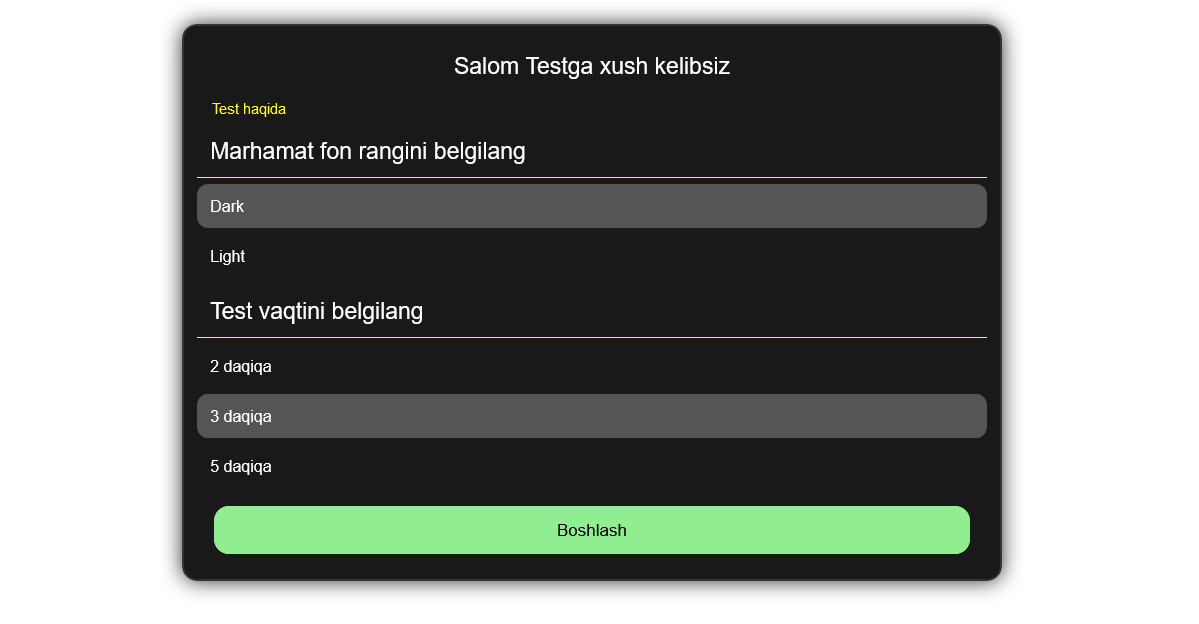 Salom Testga xush kelibsiz
Test haqida
Marhamat fon rangini belgilang
Dark
Light
Test vaqtini belgilang
2 daqiqa
3 daqiqa
5 daqiqa
Boshlash